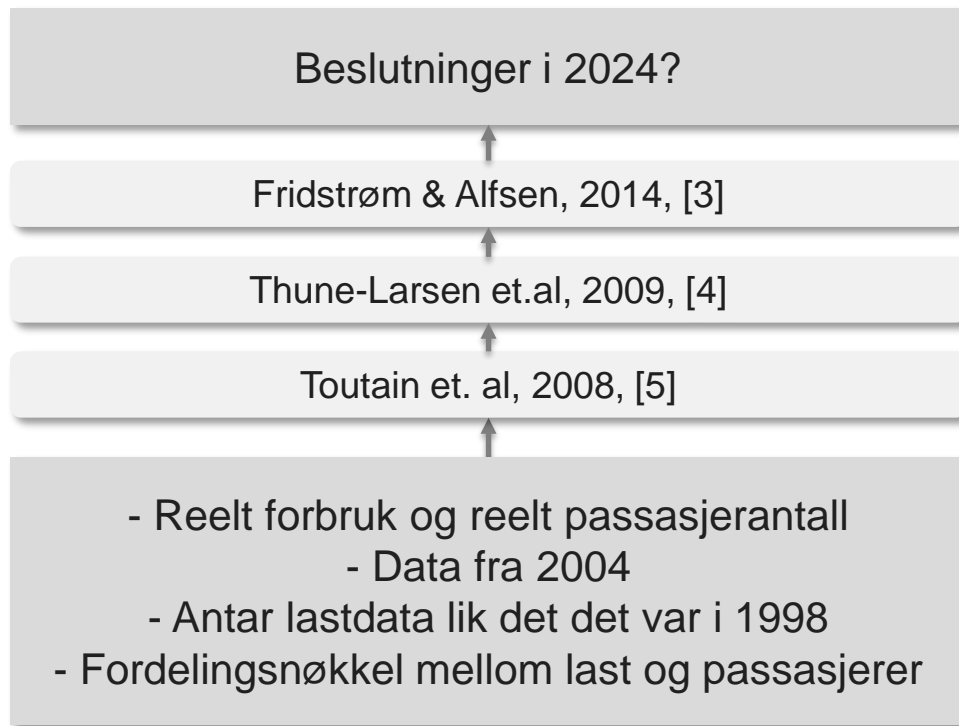 Beslutninger i 2024?
Fridstrøm & Alfsen, 2014, [3]
Thune-Larsen et.al, 2009, [4]
Toutain et. al, 2008, [5]
- Reelt forbruk og reelt passasjerantall
- Data fra 2004
- Antar lastdata lik det det var i 1998
- Fordelingsnøkkel mellom last og passasjerer